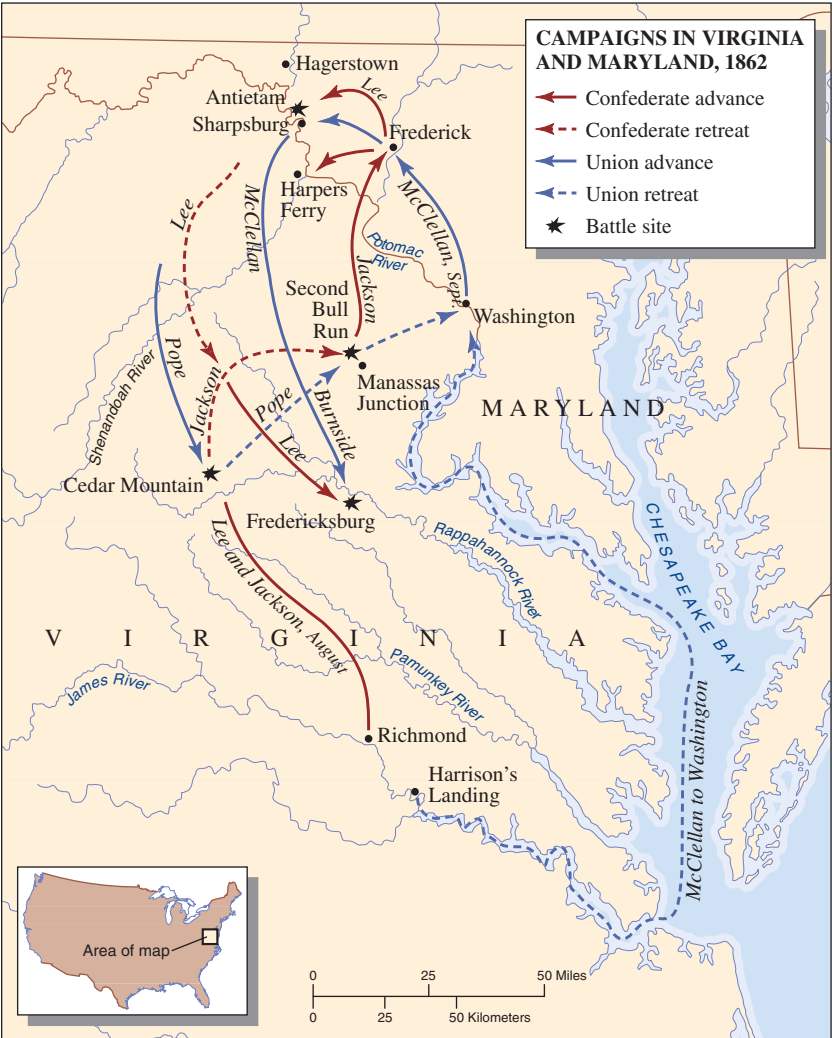 CAMPAIGNS IN VIRGINIA
AND MARYLAND, 1862
Confederate advance
Confederate retreat
Union advance
Union retreat
Battle site
Hagerstown
Antietam
Sharpsburg
Lee
Frederick
Harpers
Ferry
McClellan
McClellan, Sept.
Lee
Potomac
River
Jackson
Second
Bull
Run
Washington
Pope
Shenandoah River
Jackson
Pope
Manassas
Junction
MARYLAND
Burnside
Lee
Cedar Mountain
Fredericksburg
Rappahannock River
CHESAPEAKE BAY
Lee and Jackson, August
VIRGINIA
Pamunkey River
James River
Richmond
Harrison's
Landing
McClellan to Washington
Area of map
0 25 50 Miles
0 25 50 Kilometers